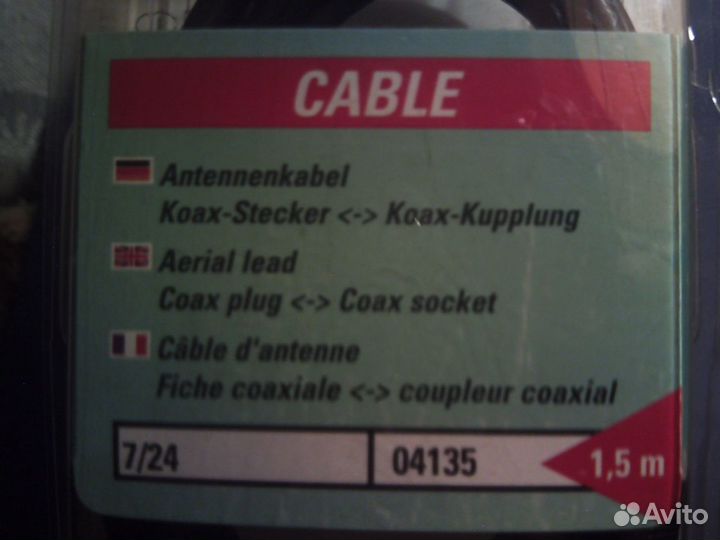 CABLE
Antennenkabel
Koax-Stecker <-> Koax-Kupplung
Aerial lead
Coax plug <-> Coax socket
Câble d'antenne
Fiche coaxiale <-> coupleur coaxial
7/24 04135 1,5 m
Avito